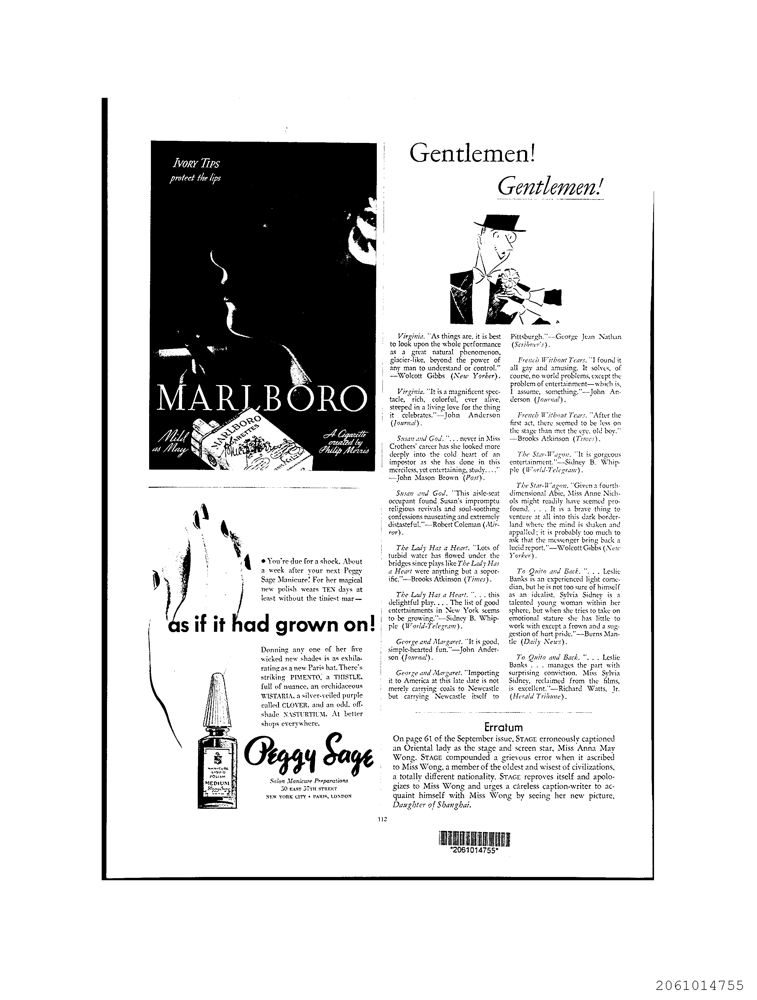 IVORY TIPS
protect the lips
MARLBORO
Mild
as May
MARLBORO
CIGARETTES
A Cigarette
created by
Philip Morris
● You're due for a shock. About
a week after your next Peggy
Sage Manicure! For her magical
new polish wears TEN days at
least without the tiniest mar—
as if it had grown on!
Donning any one of her five
wicked new shades is as exhila-
rating as a new Paris hat. There's
striking PIMENTO, a THISTLE,
full of nuance, an orchidaceous
WISTARIA, a silver-veiled purple
called CLOVER, and an odd, off-
shade NASTURTIUM. At better
shops everywhere.
MEDIUM
Peggy Sage
Salon Manicure Preparations
50 EAST 57TH STREET
NEW YORK CITY • PARIS, LONDON
Gentlemen!
Gentlemen!
Virginia. "As things are, it is best
to look upon the whole performance
as a great natural phenomenon,
glacier-like, beyond the power of
any man to understand or control."
—Wolcott Gibbs (New Yorker).
Virginia. "It is a magnificent spec-
tacle, rich, colorful, ever alive,
steeped in a living love for the thing
it celebrates."—John Anderson
(Journal).
Susan and God. ". . . never in Miss
Crothers' career has she looked more
deeply into the cold heart of an
impostor as she has done in this
merciless, yet entertaining, study. . . ."
—John Mason Brown (Post).
Susan and God. "This aisle-seat
occupant found Susan's impromptu
religious revivals and soul-soothing
confessions nauseating and extremely
distasteful."—Robert Coleman (Mir-
ror).
The Lady Has a Heart. "Lots of
turbid water has flowed under the
bridges since plays like The Lady Has
a Heart were anything but a sopor-
ific."—Brooks Atkinson (Times).
The Lady Has a Heart. ". . . this
delightful play. . . . The list of good
entertainments in New York seems
to be growing."—Sidney B. Whip-
ple (World-Telegram).
George and Margaret. "It is good,
simple-hearted fun."—John Ander-
son (Journal).
George and Margaret. "Importing
it to America at this late date is not
merely carrying coals to Newcastle
but carrying Newcastle itself to
Pittsburgh."—George Jean Nathan
(Scribner's).
French Without Tears. "I found it
all gay and amusing. It solves, of
course, no world problems, except the
problem of entertainment—which is,
I assume, something."—John An-
derson (Journal).
French Without Tears. "After the
first act, there seemed to be less on
the stage than met the eye, old boy."
—Brooks Atkinson (Times).
The Star-Wagon. "It is gorgeous
entertainment."—Sidney B. Whip-
ple (World-Telegram).
The Star-Wagon. "Given a fourth-
dimensional Abie, Miss Anne Nich-
ols might readily have seemed pro-
found. . . . It is a brave thing to
venture at all into this dark border-
land where the mind is shaken and
appalled; it is probably too much to
ask that the messenger bring back a
lucid report."—Wolcott Gibbs (New
Yorker).
To Quito and Back. ". . . Leslie
Banks is an experienced light come-
dian, but he is not too sure of himself
as an idealist. Sylvia Sidney is a
talented young woman within her
sphere, but when she tries to take on
emotional stature she has little to
work with except a frown and a sug-
gestion of hurt pride."—Burns Man-
tle (Daily News).
To Quito and Back. ". . . Leslie
Banks . . . manages the part with
surprising conviction. Miss Sylvia
Sidney, reclaimed from the films,
is excellent."—Richard Watts, Jr.
(Herald Tribune).
Erratum
On page 61 of the September issue, STAGE erroneously captioned
an Oriental lady as the stage and screen star, Miss Anna May
Wong. STAGE compounded a grievous error when it ascribed
to Miss Wong, a member of the oldest and wisest of civilizations,
a totally different nationality. STAGE reproves itself and apolo-
gizes to Miss Wong and urges a careless caption-writer to ac-
quaint himself with Miss Wong by seeing her new picture,
Daughter of Shanghai.
112
*2061014755*
2061014755